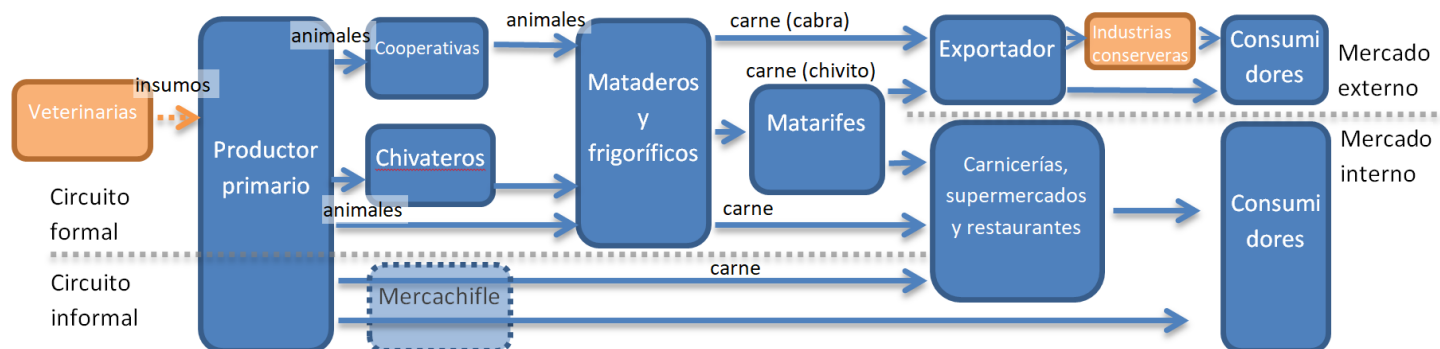 Veterinarias
insumos
Circuito
formal
Circuito
informal
Productor
primario
animales
Cooperativas
animales
Chivateros
animales
Mercachifle
Mataderos
y
frigoríficos
carne (cabra)
carne (chivito)
Matarifes
carne
carne
Exportador
Industrias
conserveras
Carnicerías,
supermercados
y restaurantes
Consumi
dores
Mercado
externo
Mercado
interno
Consumi
dores